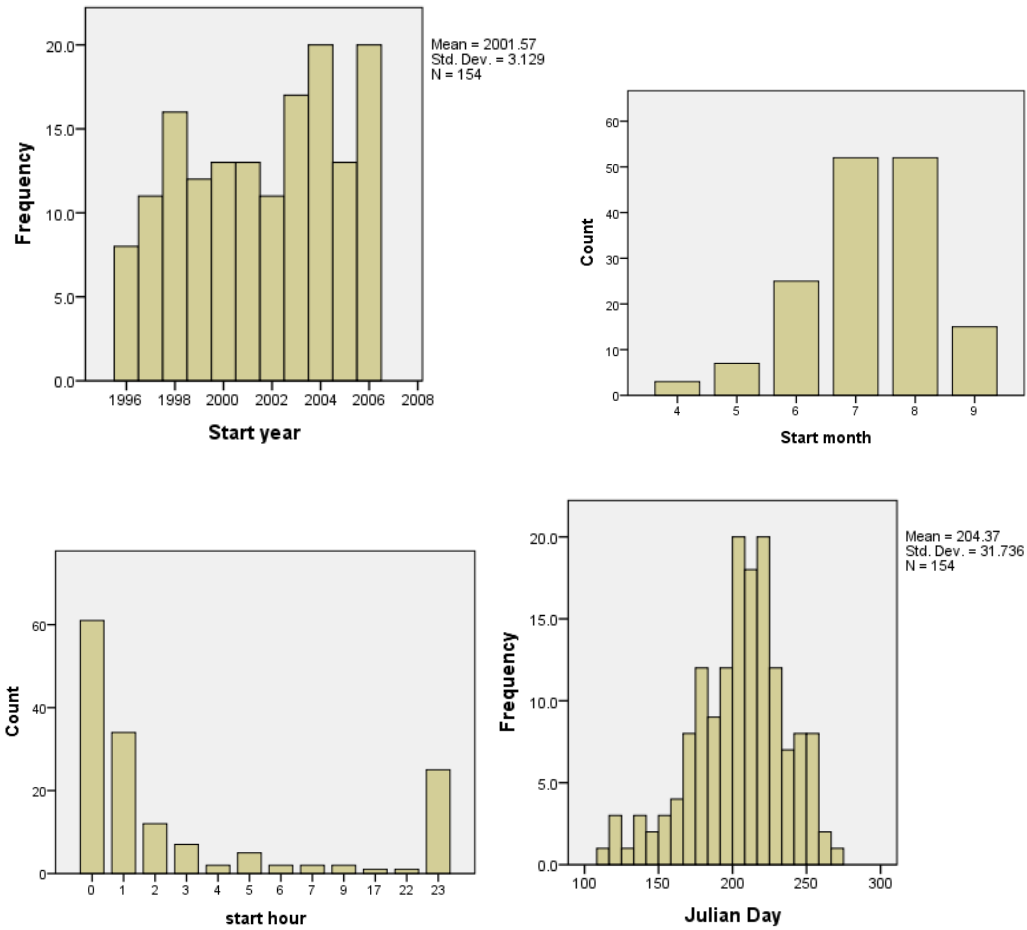 Mean = 2001.57
Std. Dev. = 3.129
N = 154
Frequency
20.0
15.0
10.0
5.0
0.0
1996 1998 2000 2002 2004 2006 2008
Start year
Count
60
50
40
30
20
10
0
4 5 6 7 8 9
Start month
Count
60
40
20
0
0 1 2 3 4 5 6 7 9 17 22 23
start hour
Mean = 204.37
Std. Dev. = 31.736
N = 154
Frequency
20.0
15.0
10.0
5.0
0.0
100 150 200 250 300
Julian Day